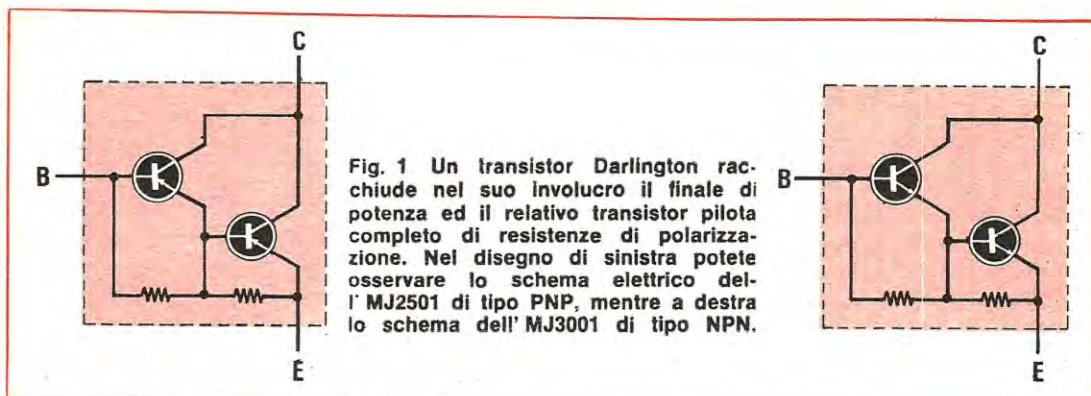 C
B
E
Fig. 1 Un transistor Darlington rac-
chiude nel suo involucro il finale di
potenza ed il relativo transistor pilota
completo di resistenze di polarizza-
zione. Nel disegno di sinistra potete
osservare lo schema elettrico del-
l'MJ2501 di tipo PNP, mentre a destra
lo schema dell'MJ3001 di tipo NPN.
C
B
E